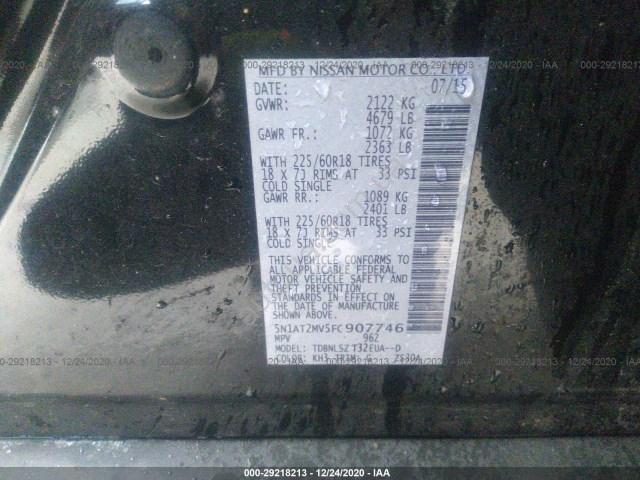 000-29218213 - 12/24/2020 - IAA
MFD BY NISSAN MOTOR CO., LTD.
DATE: 07/15
GVWR: 2122 KG
4679 LB
GAWR FR.: 1072 KG
2363 LB
WITH 225/60R18 TIRES
18 X 7J RIMS AT 33 PSI
COLD SINGLE
GAWR RR.: 1089 KG
2401 LB
WITH 225/60R18 TIRES
18 X 7J RIMS AT 33 PSI
COLD SINGLE
THIS VEHICLE CONFORMS TO
ALL APPLICABLE FEDERAL
MOTOR VEHICLE SAFETY AND
THEFT PREVENTION
STANDARDS IN EFFECT ON
THE DATE OF MANUFACTURE
SHOWN ABOVE.
5N1AT2MV5FC907746
MPV 962
MODEL: TDBNLSZ T32EUA--D
COLOR: KH3 TRIM: G
000-29218213 - 12/24/2020 - IAA